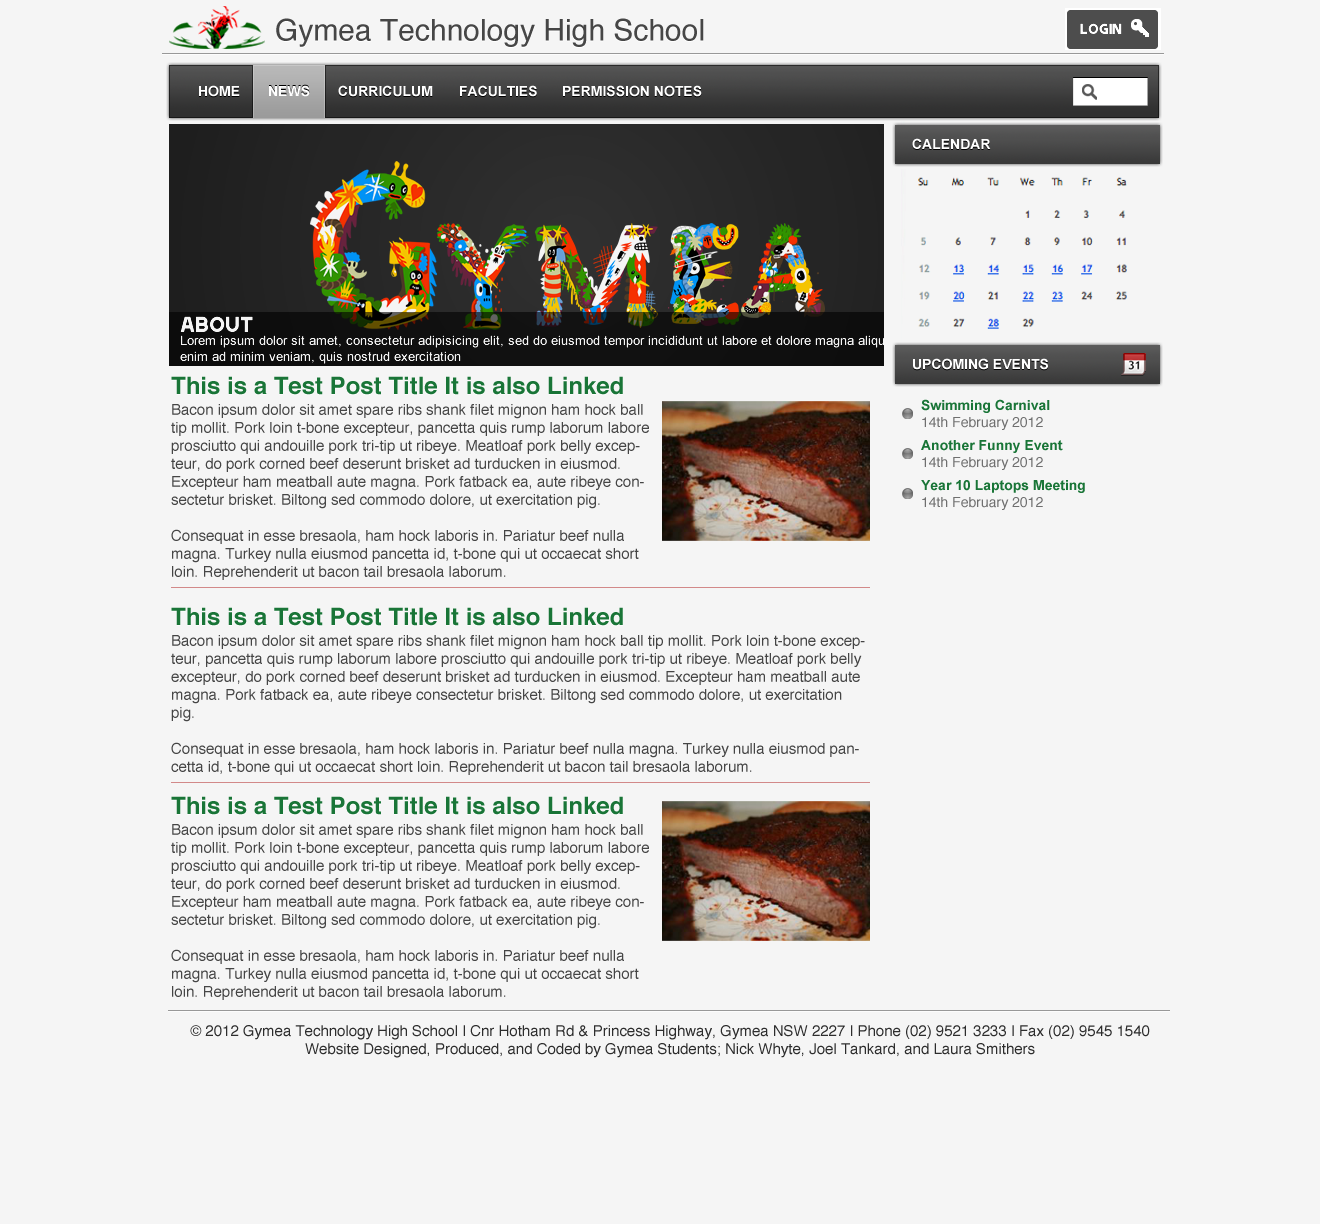 Gymea Technology High School
LOGIN
HOME NEWS CURRICULUM FACULTIES PERMISSION NOTES
GYMEA
ABOUT
Lorem ipsum dolor sit amet, consectetur adipisicing elit, sed do eiusmod tempor incididunt ut labore et dolore magna aliqu
enim ad minim veniam, quis nostrud exercitation
This is a Test Post Title It is also Linked
Bacon ipsum dolor sit amet spare ribs shank filet mignon ham hock ball
tip mollit. Pork loin t-bone excepteur, pancetta quis rump laborum labore
prosciutto qui andouille pork tri-tip ut ribeye. Meatloaf pork belly excep-
teur, do pork corned beef deserunt brisket ad turducken in eiusmod.
Excepteur ham meatball aute magna. Pork fatback ea, aute ribeye con-
sectetur brisket. Biltong sed commodo dolore, ut exercitation pig.
Consequat in esse bresaola, ham hock laboris in. Pariatur beef nulla
magna. Turkey nulla eiusmod pancetta id, t-bone qui ut occaecat short
loin. Reprehenderit ut bacon tail bresaola laborum.
This is a Test Post Title It is also Linked
Bacon ipsum dolor sit amet spare ribs shank filet mignon ham hock ball tip mollit. Pork loin t-bone excep-
teur, pancetta quis rump laborum labore prosciutto qui andouille pork tri-tip ut ribeye. Meatloaf pork belly
excepteur, do pork corned beef deserunt brisket ad turducken in eiusmod. Excepteur ham meatball aute
magna. Pork fatback ea, aute ribeye consectetur brisket. Biltong sed commodo dolore, ut exercitation
pig.
Consequat in esse bresaola, ham hock laboris in. Pariatur beef nulla magna. Turkey nulla eiusmod pan-
cetta id, t-bone qui ut occaecat short loin. Reprehenderit ut bacon tail bresaola laborum.
This is a Test Post Title It is also Linked
Bacon ipsum dolor sit amet spare ribs shank filet mignon ham hock ball
tip mollit. Pork loin t-bone excepteur, pancetta quis rump laborum labore
prosciutto qui andouille pork tri-tip ut ribeye. Meatloaf pork belly excep-
teur, do pork corned beef deserunt brisket ad turducken in eiusmod.
Excepteur ham meatball aute magna. Pork fatback ea, aute ribeye con-
sectetur brisket. Biltong sed commodo dolore, ut exercitation pig.
Consequat in esse bresaola, ham hock laboris in. Pariatur beef nulla
magna. Turkey nulla eiusmod pancetta id, t-bone qui ut occaecat short
loin. Reprehenderit ut bacon tail bresaola laborum.
CALENDAR
Su Mo Tu We Th Fr Sa
1 2 3 4
5 6 7 8 9 10 11
12 13 14 15 16 17 18
19 20 21 22 23 24 25
26 27 28 29
UPCOMING EVENTS 31
Swimming Carnival
14th February 2012
Another Funny Event
14th February 2012
Year 10 Laptops Meeting
14th February 2012
© 2012 Gymea Technology High School I Cnr Hotham Rd & Princess Highway, Gymea NSW 2227 I Phone (02) 9521 3233 I Fax (02) 9545 1540
Website Designed, Produced, and Coded by Gymea Students; Nick Whyte, Joel Tankard, and Laura Smithers